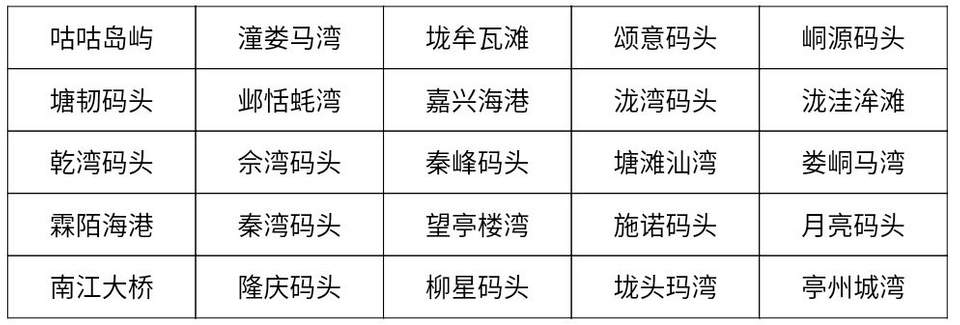 咕咕岛屿 潼娄马湾 垅牟瓦滩 颂意码头 峒源码头
塘韧码头 邺恬蚝湾 嘉兴海港 泷湾码头 泷洼洠滩
乾湾码头 佘湾码头 秦峰码头 塘滩汕湾 娄峒马湾
霖陌海港 秦湾码头 望亭楼湾 施诺码头 月亮码头
南江大桥 隆庆码头 柳星码头 垅头玛湾 亭州城湾